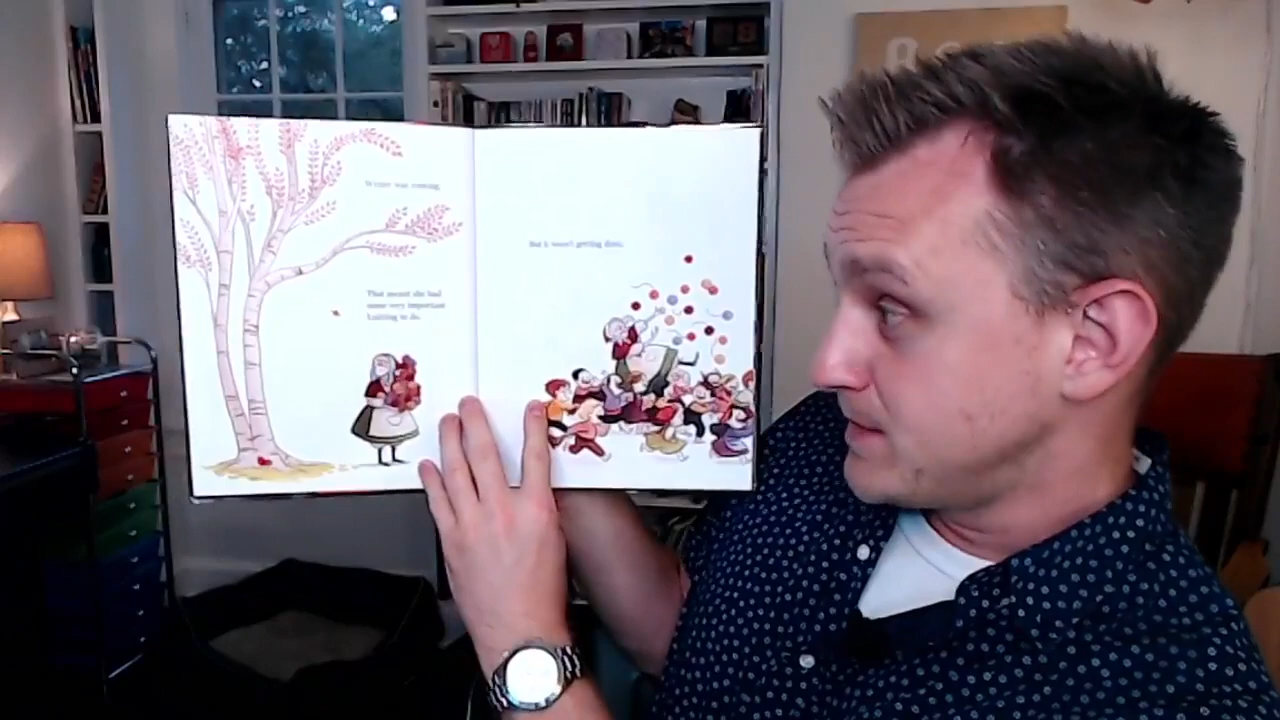 Winter was coming.
That meant she had
some very important
knitting to do.
But it wasn't getting done.